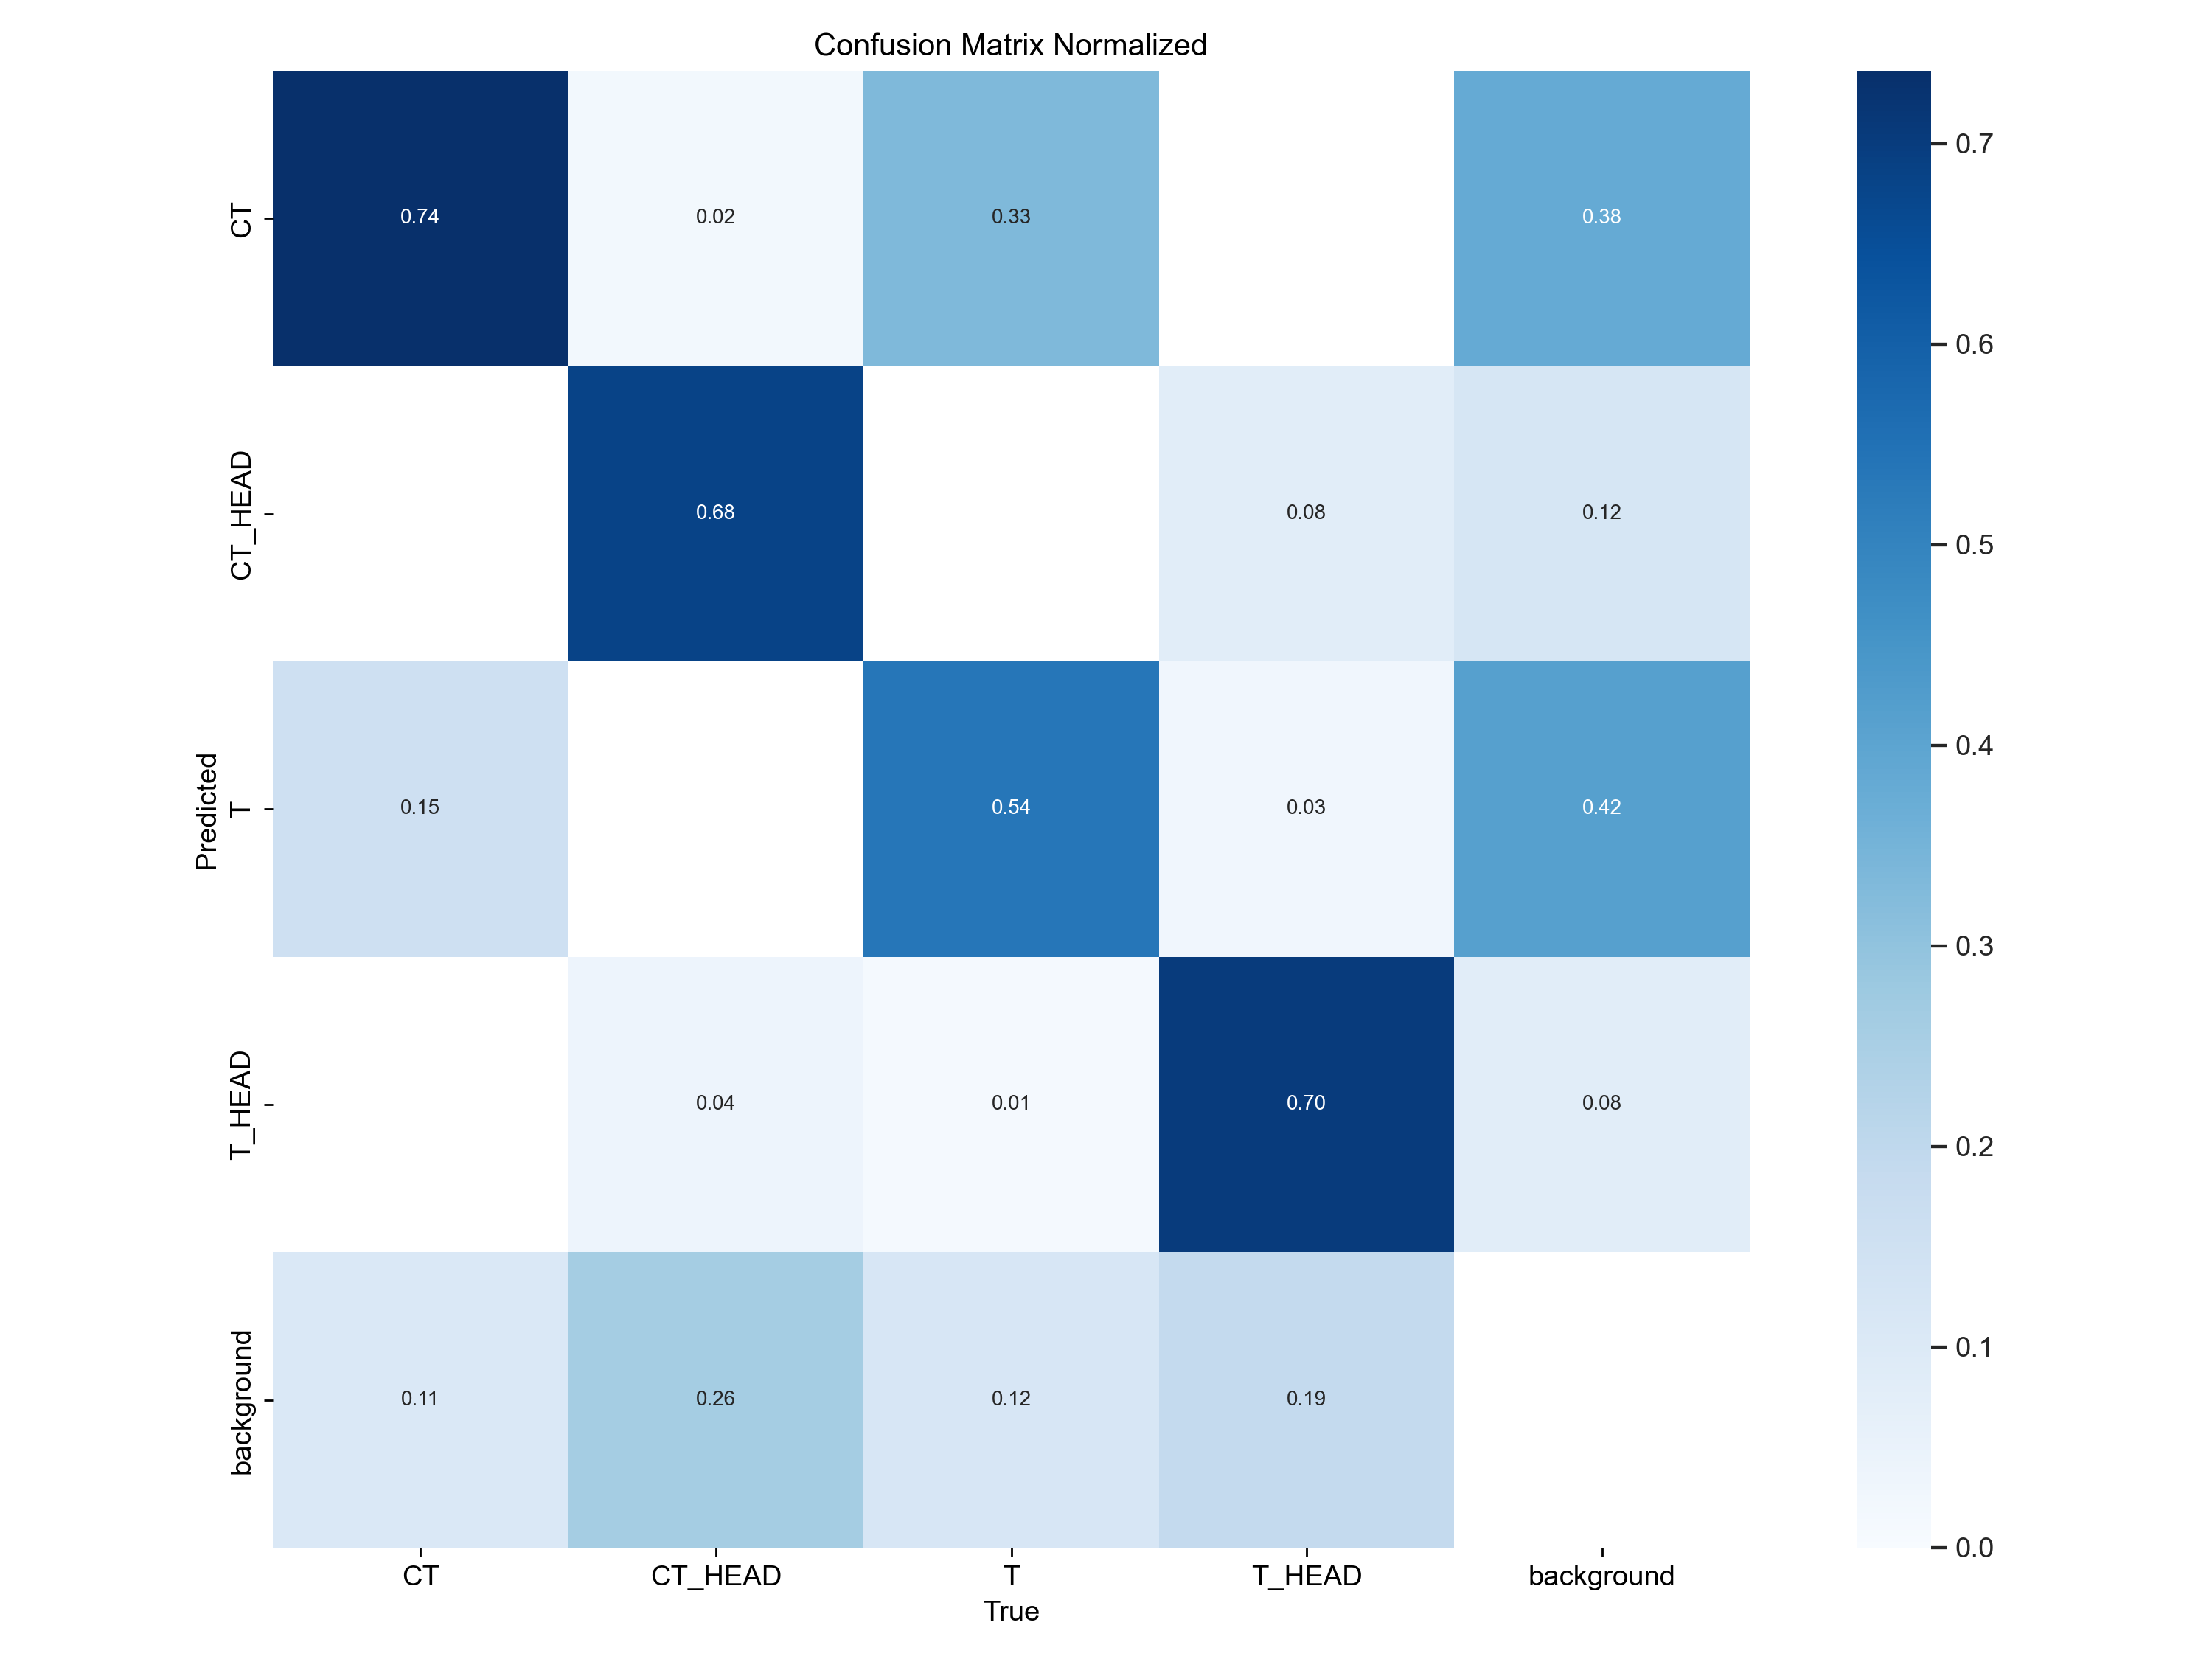 Confusion Matrix Normalized
CT 0.74 0.02 0.33 0.38
CT_HEAD 0.68 0.08 0.12
T 0.15 0.54 0.03 0.42
T_HEAD 0.04 0.01 0.70 0.08
background 0.11 0.26 0.12 0.19
Predicted
CT CT_HEAD T T_HEAD background
True
0.7
0.6
0.5
0.4
0.3
0.2
0.1
0.0